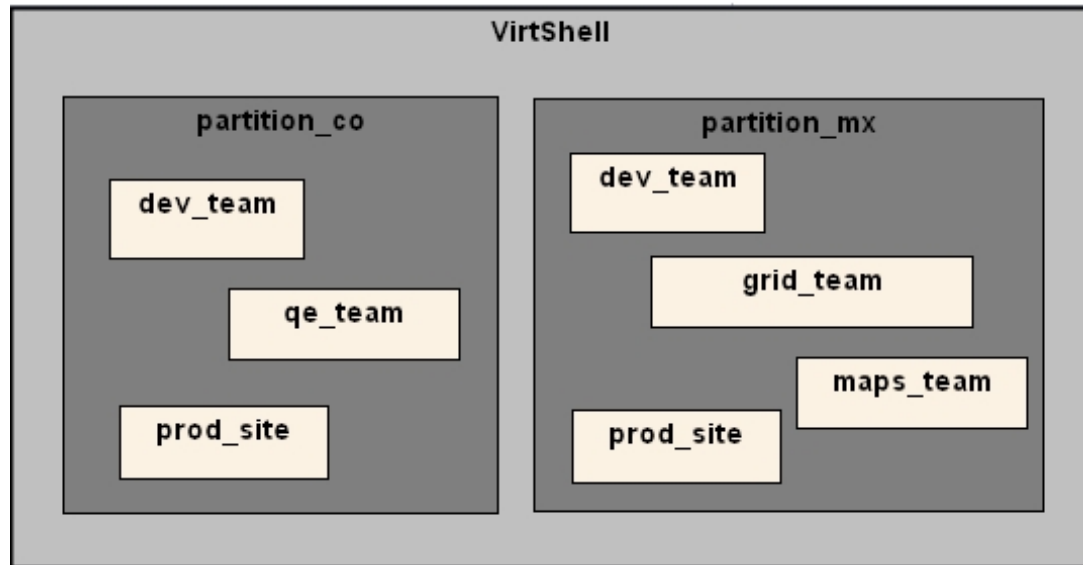 VirtShell
partition_co
dev_team
qe_team
prod_site
partition_mx
dev_team
grid_team
maps_team
prod_site